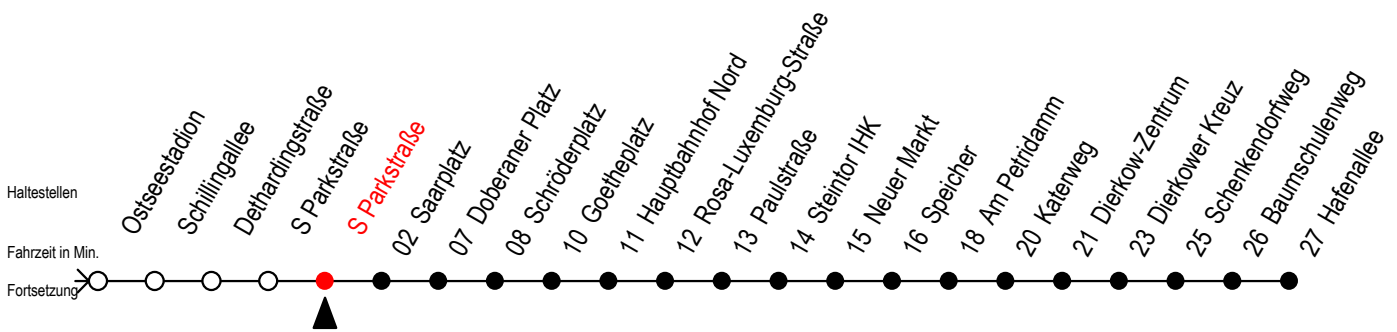 Haltestellen
Fahrzeit in Min.
Fortsetzung
Ostseestadion
Schillingallee
Dethardingstraße
S Parkstraße
S Parkstraße
02 Saarplatz
07 Doberaner Platz
08 Schröderplatz
10 Goetheplatz
11 Hauptbahnhof Nord
12 Rosa-Luxemburg-Straße
13 Paulstraße
14 Steintor IHK
15 Neuer Markt
16 Speicher
18 Am Petridamm
20 Katenweg
21 Dierkow-Zentrum
23 Dierkower Kreuz
25 Schenkendorfweg
26 Baumschulenweg
27 Hafenallee